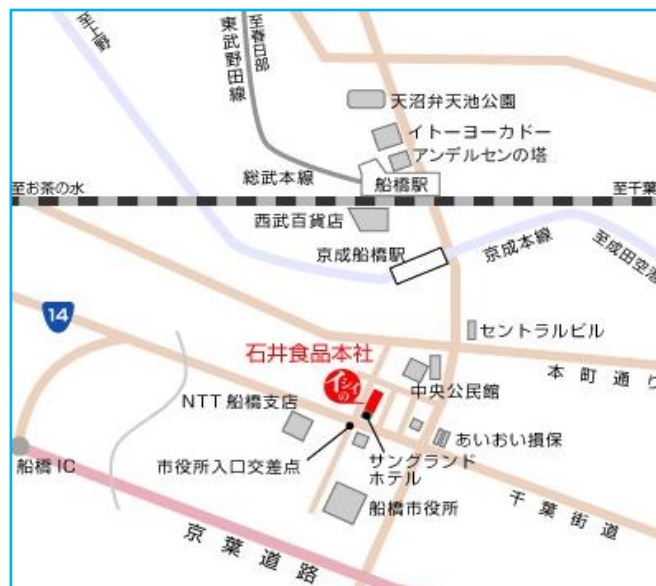 至上野
東武野田線
至春日部
天沼弁天池公園
イトーヨーカドー
アンデルセンの塔
総武本線
船橋駅
至お茶の水
至千葉
西武百貨店
京成船橋駅
京成本線
至成田空港
14
セントラルビル
石井食品本社
イシイの
本町通り
中央公民館
NTT船橋支店
あいおい損保
市役所入口交差点
サングランド
ホテル
船橋IC
船橋市役所
千葉街道
京葉道路